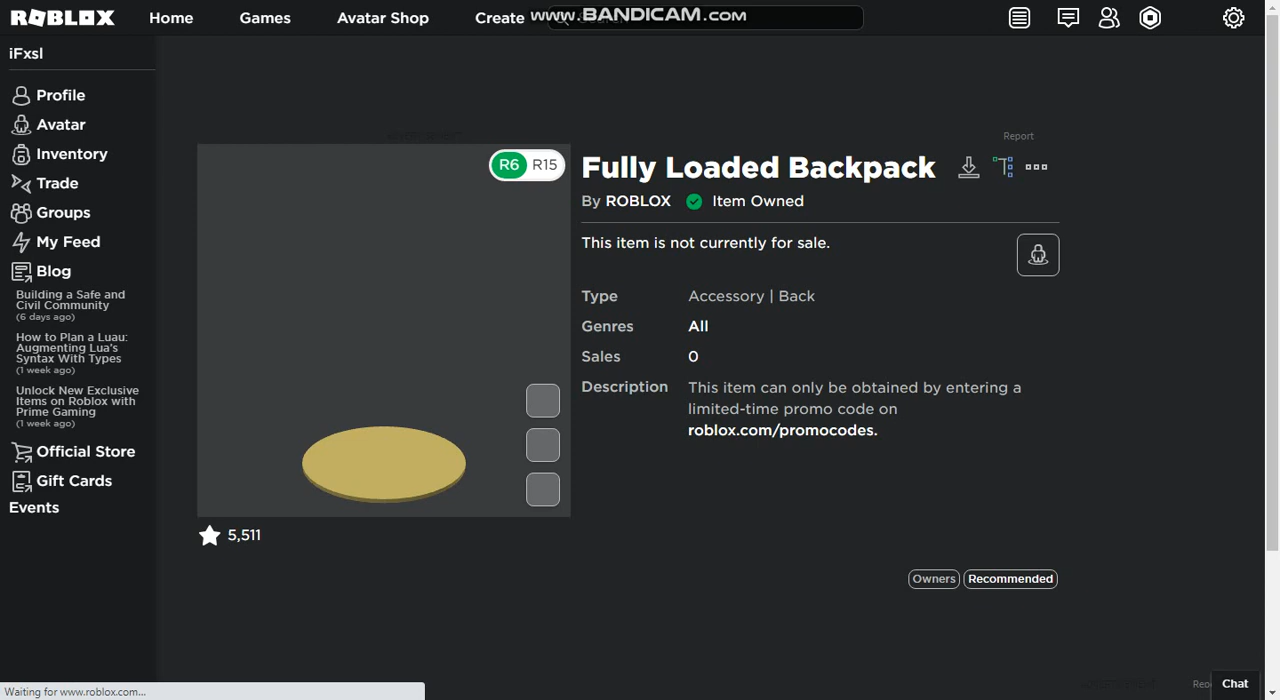 ROBLOX
Home
Games
Avatar Shop
Create
www.BANDICAM.com
iFxsl
Profile
Avatar
Inventory
Trade
Groups
My Feed
Blog
Building a Safe and
Civil Community
(6 days ago)
How to Plan a Luau:
Augmenting Lua's
Syntax With Types
(1 week ago)
Unlock New Exclusive
Items on Roblox with
Prime Gaming
(1 week ago)
Official Store
Gift Cards
Events
R6 R15
5,511
Report
Fully Loaded Backpack
By ROBLOX Item Owned
This item is not currently for sale.
Type Accessory | Back
Genres All
Sales 0
Description This item can only be obtained by entering a
limited-time promo code on
roblox.com/promocodes.
Owners Recommended
Chat
Waiting for www.roblox.com...